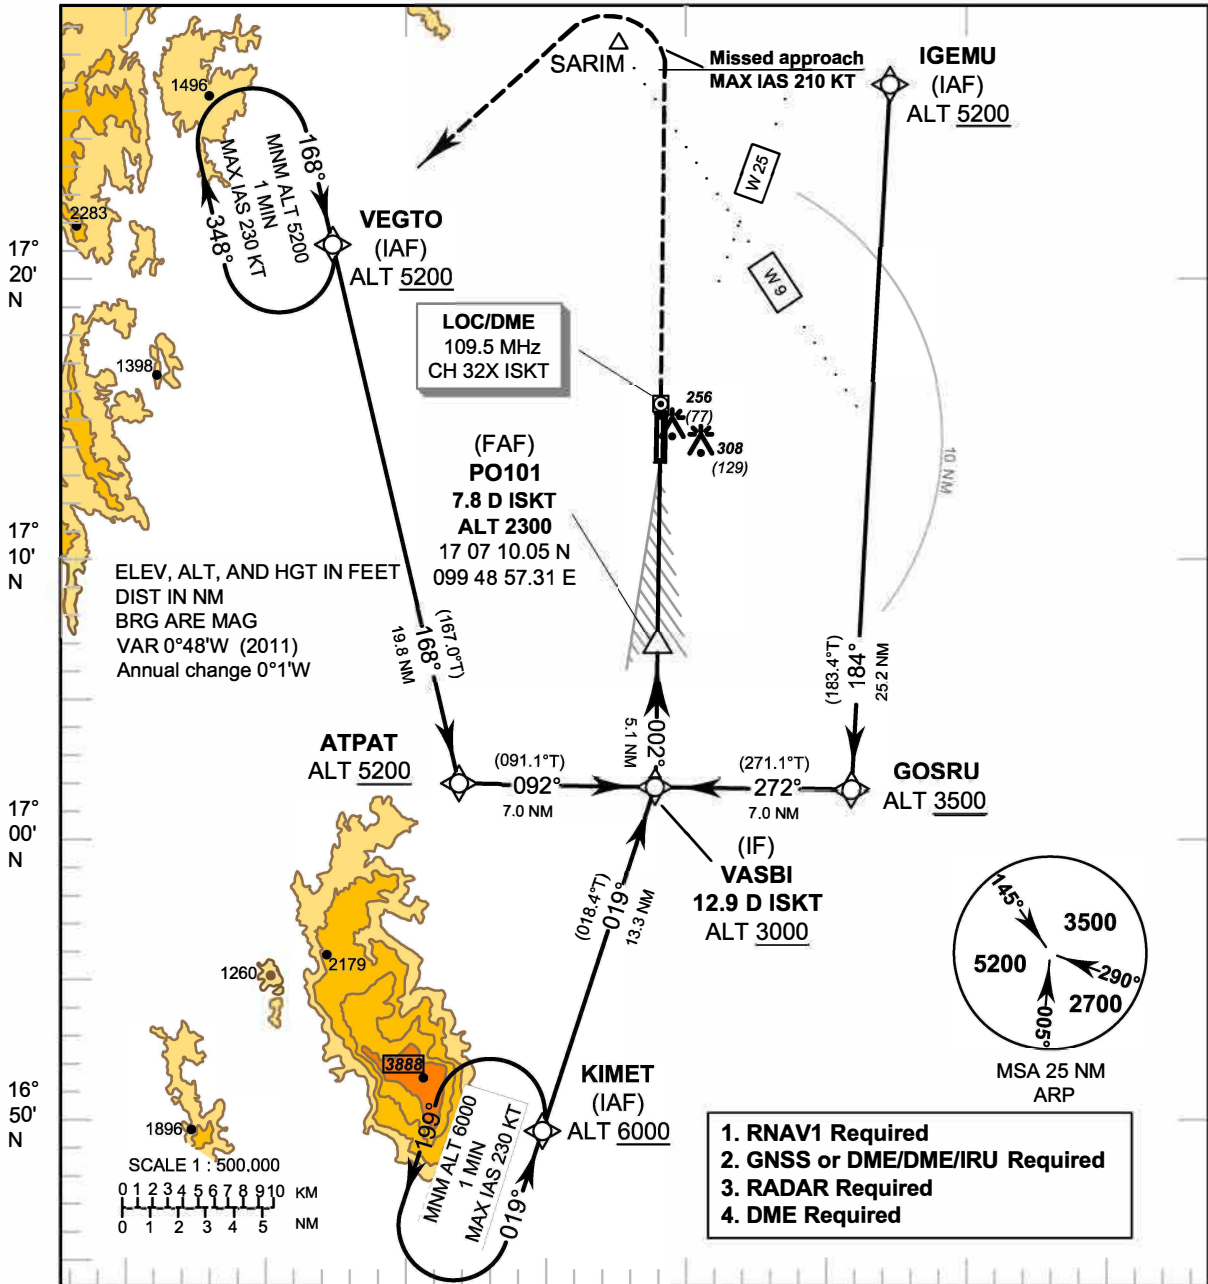 SARIM
Missed approach
MAX IAS 210 KT
IGEMU
(IAF)
ALT 5200
1496
168°
MNM ALT 5200
1 MIN
MAX IAS 230 KT
348°
VEGTO
(IAF)
ALT 5200
W 25
W 9
2283
17°
20'
N
LOC/DME
109.5 MHz
CH 32X ISKT
1398
256
(77)
308
(129)
10 NM
(FAF)
PO101
7.8 D ISKT
ALT 2300
17 07 10.05 N
099 48 57.31 E
17°
10'
N
ELEV, ALT, AND HGT IN FEET
DIST IN NM
BRG ARE MAG
VAR 0°48'W (2011)
Annual change 0°1'W
(167.0°T)
168°
19.8 NM
(183.4°T)
184°
25.2 NM
002°
5.1 NM
ATPAT
ALT 5200
(091.1°T)
092°
7.0 NM
(271.1°T)
272°
7.0 NM
GOSRU
ALT 3500
17°
00'
N
(IF)
VASBI
12.9 D ISKT
ALT 3000
(018.4°T)
019°
13.3 NM
145°
3500
5200
290°
2700
005°
MSA 25 NM
ARP
2179
1260
3888
1896
16°
50'
N
KIMET
(IAF)
ALT 6000
199°
MNM ALT 6000
1 MIN
MAX IAS 230 KT
019°
SCALE 1 : 500.000
0 1 2 3 4 5 6 7 8 9 10 KM
0 1 2 3 4 5 NM
1. RNAV1 Required
2. GNSS or DME/DME/IRU Required
3. RADAR Required
4. DME Required